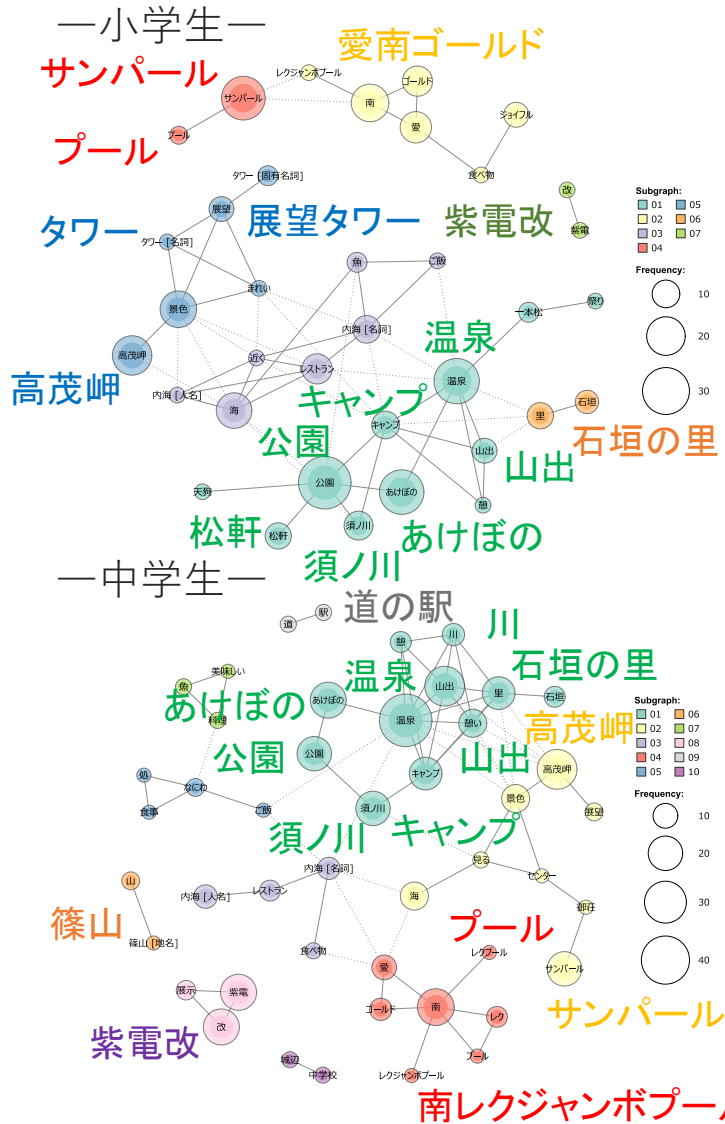 ―小学生―
愛南ゴールド
サンパール
レクジャンボプール
ゴールド
サンパール
南
ジョイフル
愛
プール
プール
食べ物
タワー [固有名詞]
改
Subgraph:
01 05
02 06
03 07
04
展望
展望タワー
紫電改
紫電
タワー
タワー [名詞]
魚
ご飯
きれい
Frequency:
10
20
30
景色
一本松
祭り
内海 [名詞]
温泉
高茂岬
近く
レストラン
温泉
高茂岬
内海 [人名]
キャンプ
石垣
海
里
キャンプ
石垣の里
公園
山出
山出
公園
あけぼの
天狗
憩
松軒
松軒
須ノ川
あけぼの
須ノ川
―中学生―
道の駅
駅
道
川
憩
川
石垣の里
美味しい
温泉
魚
山出
里
石垣
あけぼの
あけぼの
料理
温泉
憩い
高茂岬
Subgraph:
01 06
02 07
03 08
04 09
05 10
公園
公園
山出
高茂岬
処
キャンプ
なにわ
景色
Frequency:
10
20
30
40
食事
ご飯
須ノ川
展望
須ノ川
キャンプ
見る
内海 [名詞]
センター
山
内海 [人名]
レストラン
海
御荘
篠山
プール
篠山 [地名]
食べ物
レクプール
愛
サンパール
展示
紫電
ゴールド
南
レク
サンパール
改
紫電改
プール
城辺
中学校
レクジャンボプール
南レクジャンボプール